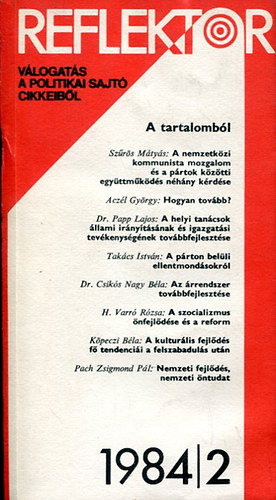 REFLEKTOR
VÁLOGATÁS
A POLITIKAI SAJTÓ
CIKKEIBŐL
A tartalomból
Szűrös Mátyás: A nemzetközi
kommunista mozgalom
és a pártok közötti
együttműködés néhány kérdése
Aczél György: Hogyan tovább?
Dr. Papp Lajos: A helyi tanácsok
állami irányításának és igazgatási
tevékenységének továbbfejlesztése
Takács István: A párton belüli
ellentmondásokról
Dr. Csikós Nagy Béla: Az árrendszer
továbbfejlesztése
H. Varró Rózsa: A szocializmus
önfejlődése és a reform
Köpeczi Béla: A kulturális fejlődés
fő tendenciái a felszabadulás után
Pach Zsigmond Pál: Nemzeti fejlődés,
nemzeti öntudat
1984|2